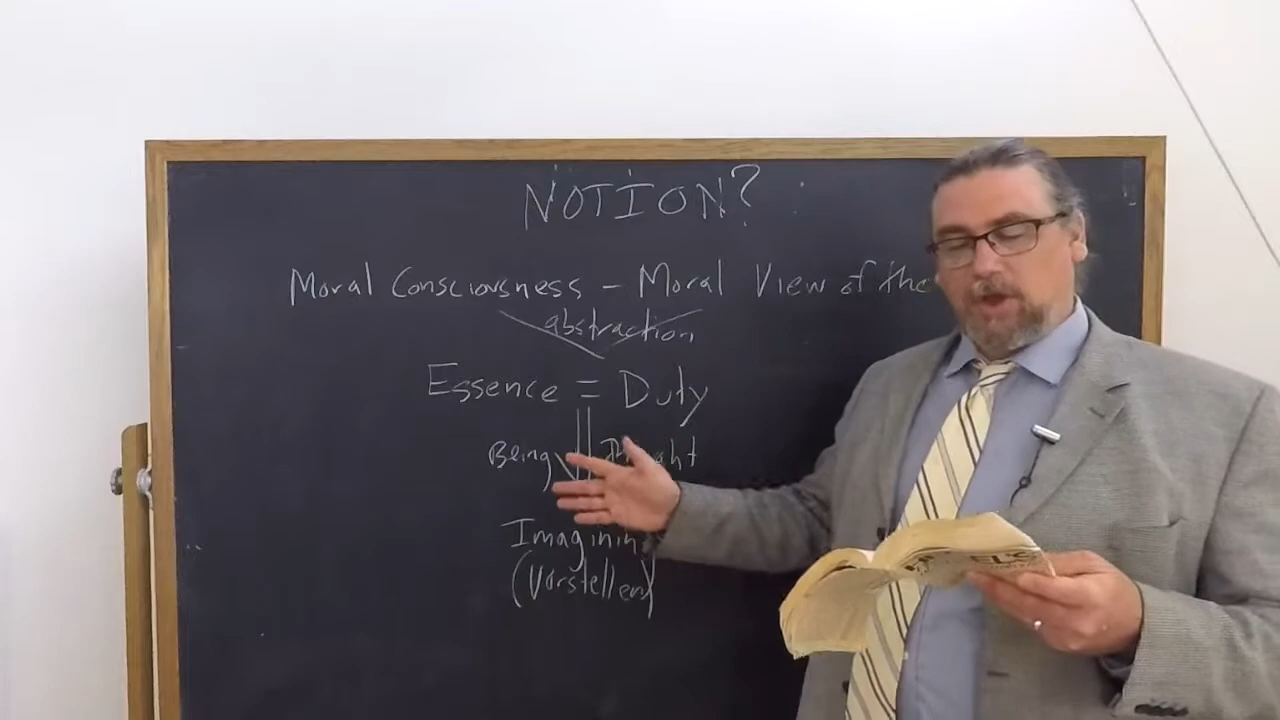 NOTION?
Moral Consciousness - Moral View of the
abstraction
Essence = Duty
Being
Imagining
(Vorstellen)